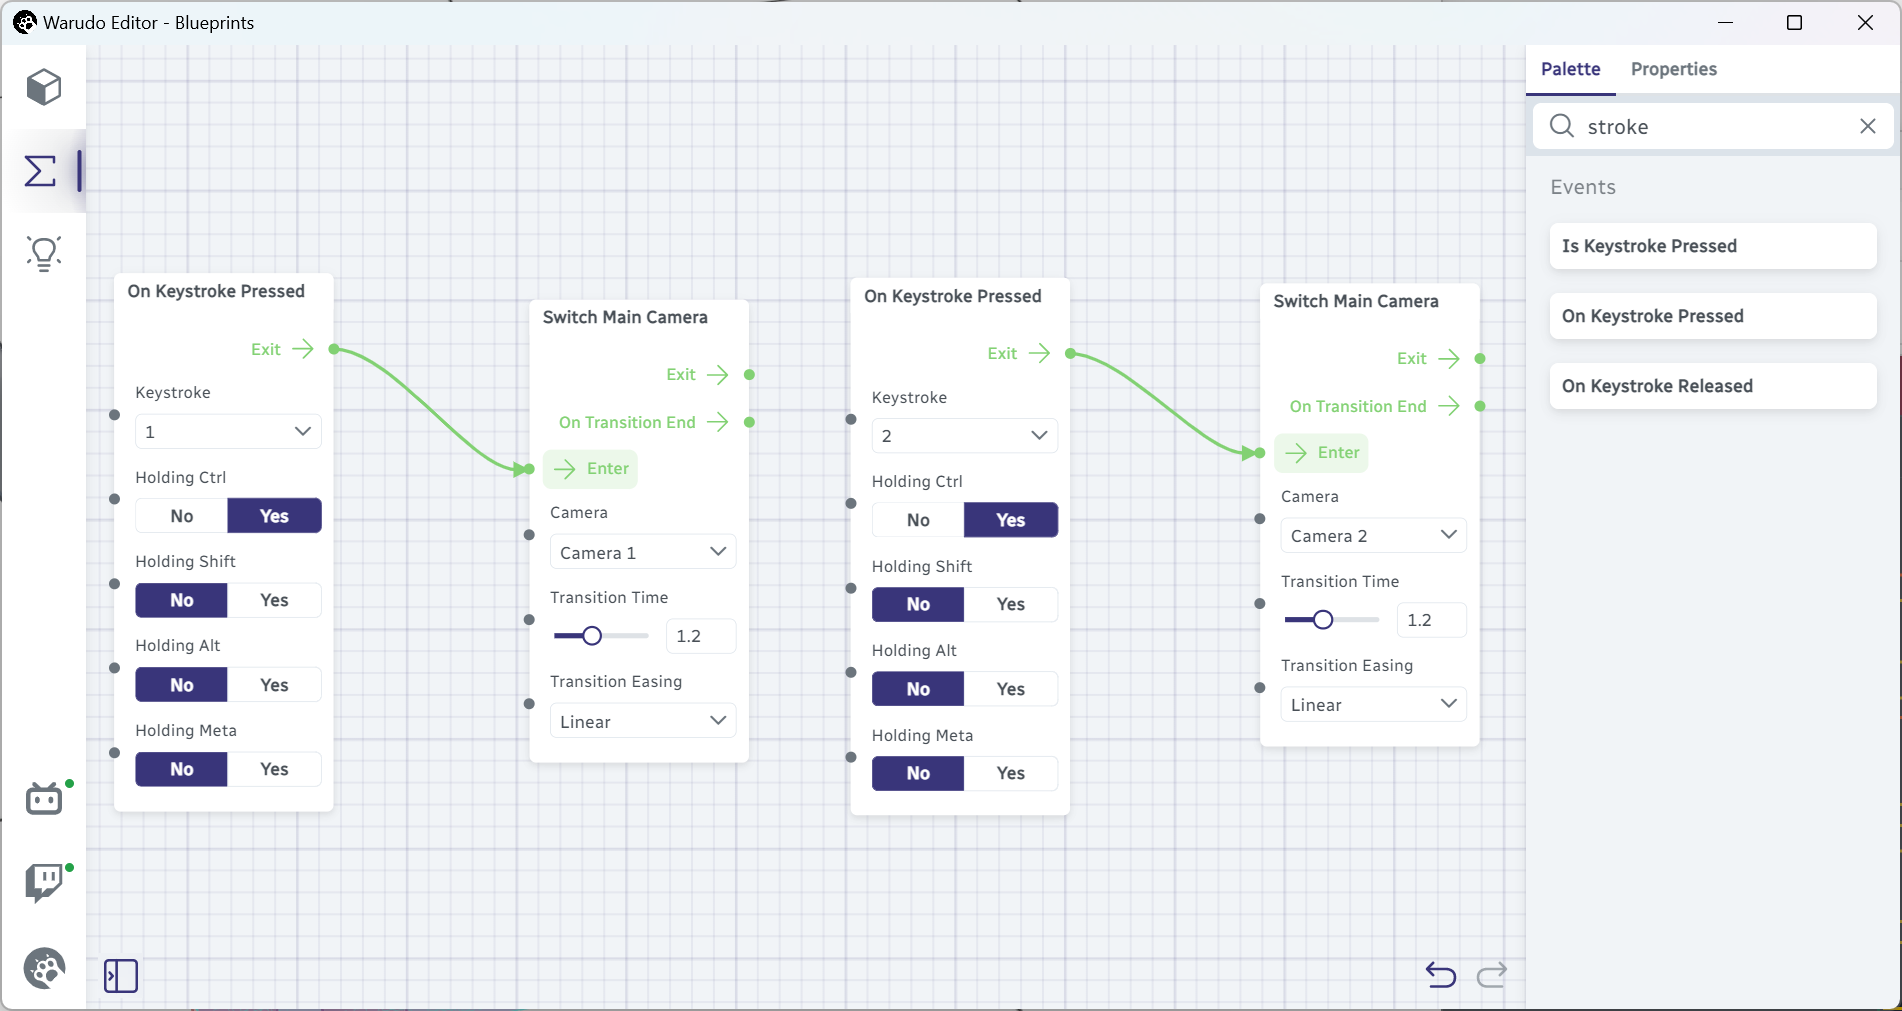 Warudo Editor - Blueprints
On Keystroke Pressed
Exit
Keystroke
1
Holding Ctrl
No
Yes
Holding Shift
No
Yes
Holding Alt
No
Yes
Holding Meta
No
Yes
Switch Main Camera
Exit
On Transition End
Enter
Camera
Camera 1
Transition Time
1.2
Transition Easing
Linear
On Keystroke Pressed
Exit
Keystroke
2
Holding Ctrl
No
Yes
Holding Shift
No
Yes
Holding Alt
No
Yes
Holding Meta
No
Yes
Switch Main Camera
Exit
On Transition End
Enter
Camera
Camera 2
Transition Time
1.2
Transition Easing
Linear
Palette
Properties
stroke
Events
Is Keystroke Pressed
On Keystroke Pressed
On Keystroke Released